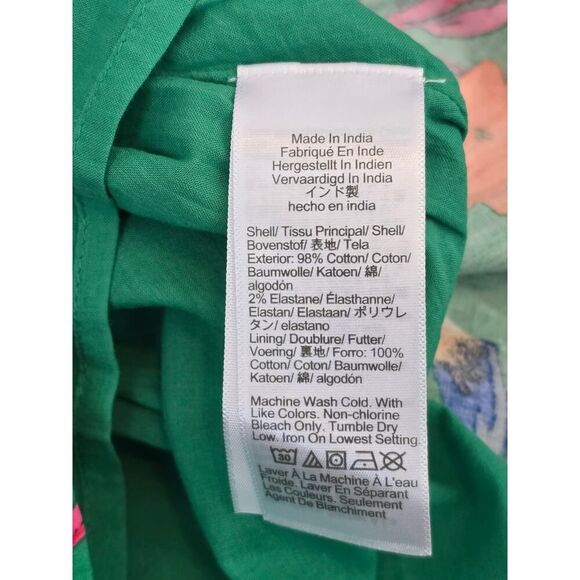 Made In India
Fabriqué En Inde
Hergestellt In Indien
Vervaardigd In India
インド製
hecho en india
Shell/ Tissu Principal/ Shell/
Bovenstof/ 表地/ Tela
Exterior: 98% Cotton/ Coton/
Baumwolle/ Katoen/ 綿/
algodón
2% Elastane/ Élasthanne/
Elastan/ Elastaan/ ポリウレ
タン/ elastano
Lining/ Doublure/ Futter/
Voering/ 裏地/ Forro: 100%
Cotton/ Coton/ Baumwolle/
Katoen/ 綿/ algodón
Machine Wash Cold. With
Like Colors. Non-chlorine
Bleach Only. Tumble Dry
Low. Iron On Lowest Setting.
30
Laver À La Machine À L'eau
Froide. Laver En Séparant
Les Couleurs. Seulement
Agent De Blanchiment